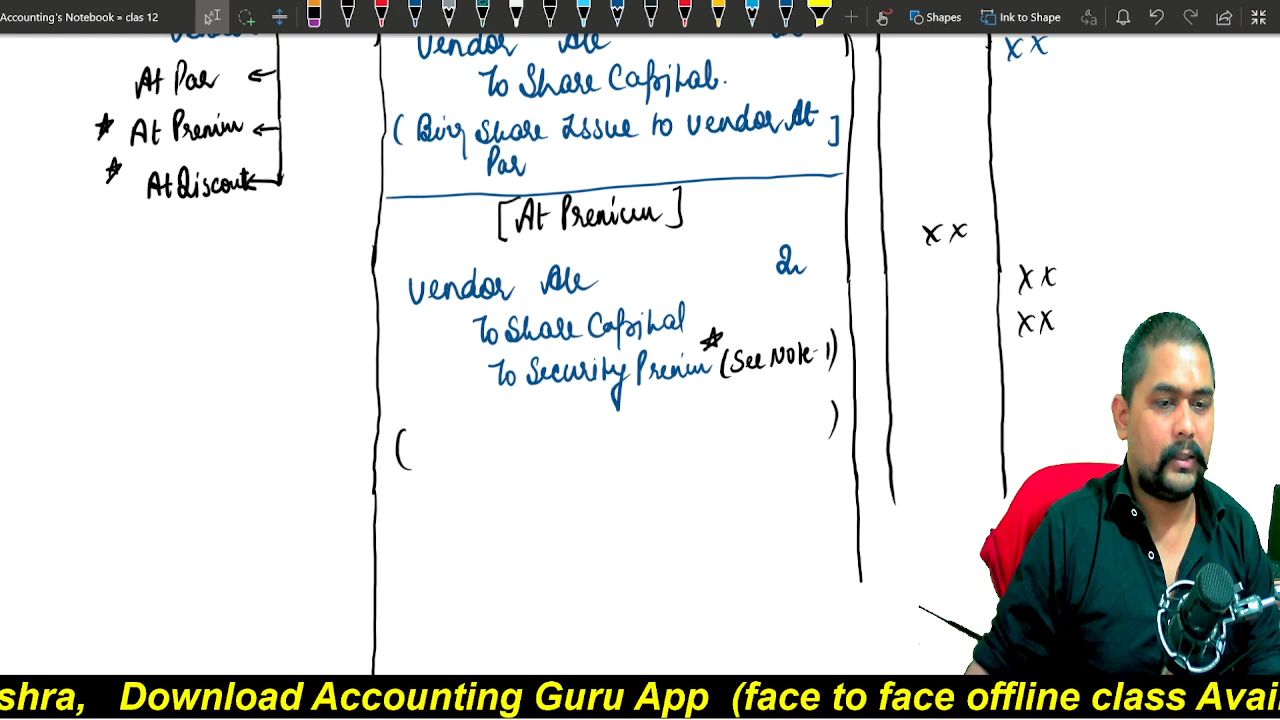 Accounting's Notebook » clas 12
Shapes
Ink to Shape
At Par
At Premium
At Discount
Vendor A/c
To Share Capital.
(Being Share Issue to vendor At
Par
[At Premium]
Vendor A/c Dr
To Share Capital
To Security Premium (See Note-1)
(
)
xx
xx
xx
xx
shra, Download Accounting Guru App (face to face offline class Avai